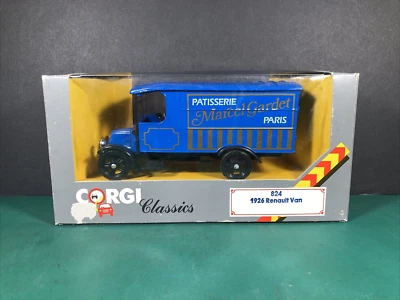 PATISSERIE
Marcel Gardet
PARIS
CORGI
Classics
824
1926 Renault Van